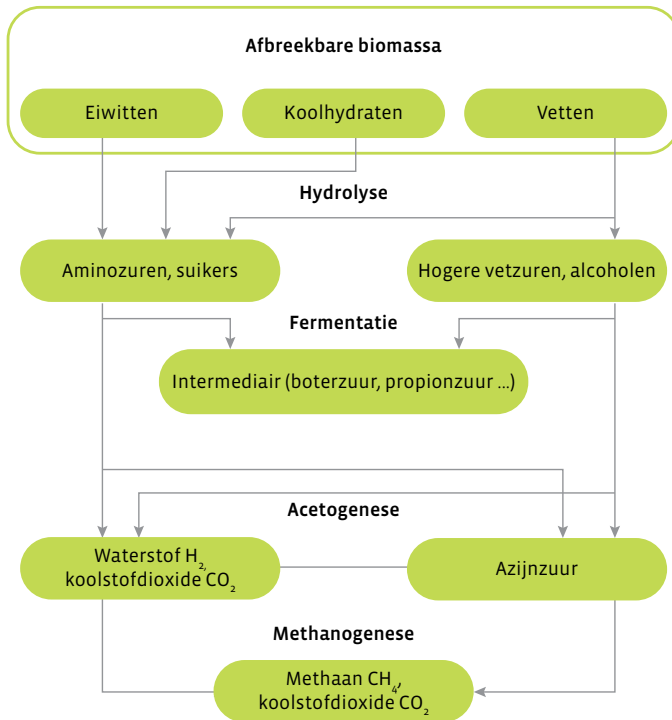 Afbreekbare biomassa
Eiwitten
Koolhydraten
Vetten
Hydrolyse
Aminozuren, suikers
Hogere vetzuren, alcoholen
Fermentatie
Intermediair (boterzuur, propionzuur ...)
Acetogenese
Waterstof H₂,
koolstofdioxide CO₂
Azijnzuur
Methanogenese
Methaan CH₄,
koolstofdioxide CO₂